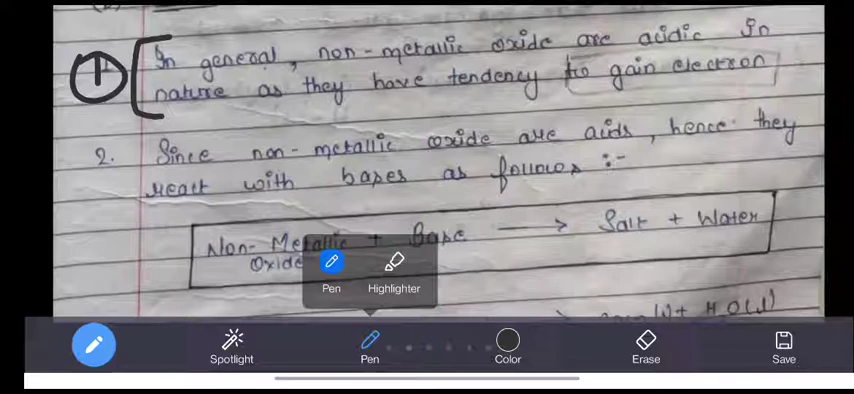 1
In general, non-metallic oxide are acidic in
nature as they have tendency to gain electron
2. Since non-metallic oxide are acids, hence they
react with bases as follows :-
Non-Metallic + Base → Salt + Water
Oxide
H2O(l)
Pen
Highlighter
Spotlight
Pen
Color
Erase
Save